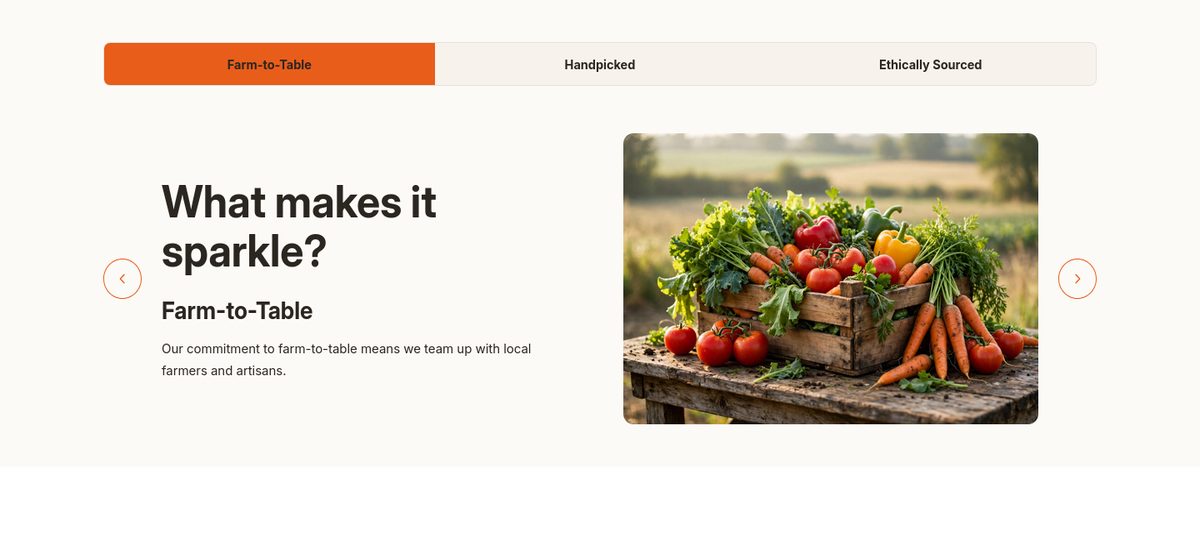 Farm-to-Table
Handpicked
Ethically Sourced
What makes it
sparkle?
Farm-to-Table
Our commitment to farm-to-table means we team up with local
farmers and artisans.